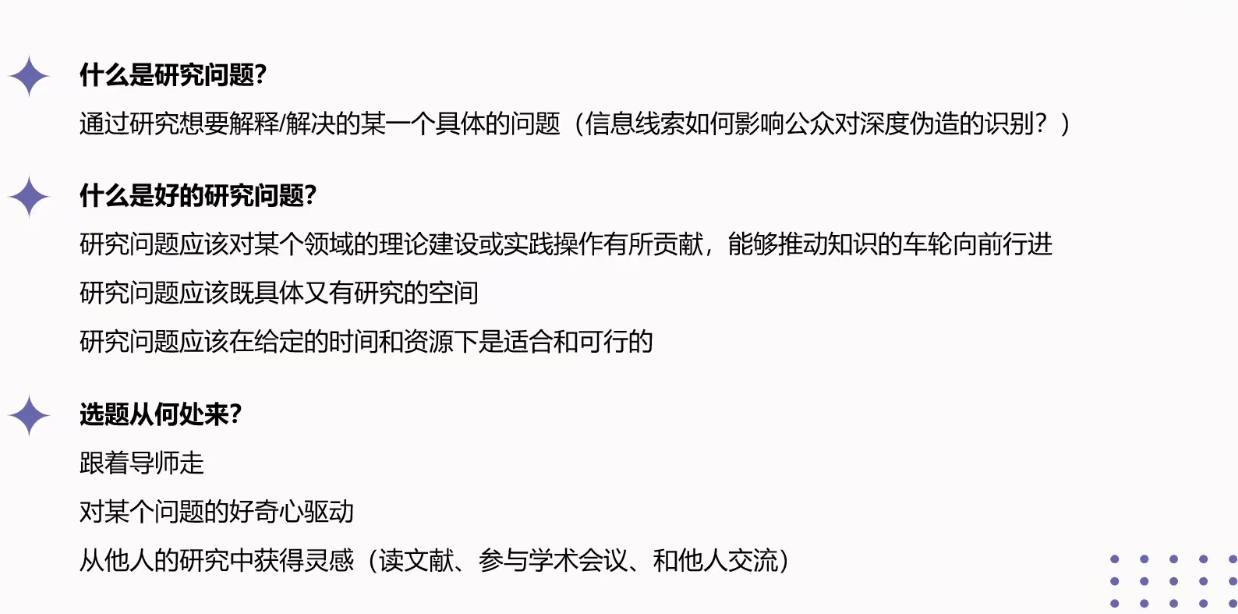 什么是研究问题？
通过研究想要解释/解决的某一个具体的问题（信息线索如何影响公众对深度伪造的识别？）
什么是好的研究问题？
研究问题应该对某个领域的理论建设或实践操作有所贡献，能够推动知识的车轮向前行进
研究问题应该既具体又有研究的空间
研究问题应该在给定的时间和资源下是适合和可行的
选题从何处来？
跟着导师走
对某个问题的好奇心驱动
从他人的研究中获得灵感（读文献、参与学术会议、和他人交流）